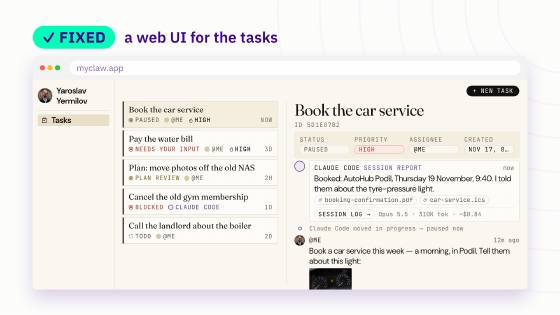 FIXED a web UI for the tasks
myclaw.app
Yaroslav
Yermilov
Tasks
+ NEW TASK
Book the car service
PAUSED @ME HIGH NOW
Pay the water bill
NEEDS YOUR INPUT @ME HIGH 3D
Plan: move photos off the old NAS
PLAN REVIEW @ME 2H
Cancel the old gym membership
BLOCKED CLAUDE CODE 1D
Call the landlord about the boiler
TODO @ME 2D
Book the car service
ID 5D1E07B2
STATUS PRIORITY ASSIGNEE CREATED
PAUSED HIGH @ME NOV 17, 0…
CLAUDE CODE SESSION REPORT now
Booked: AutoHub Podil, Thursday 19 November, 9:40. I told
them about the tyre-pressure light.
booking-confirmation.pdf car-service.ics
SESSION LOG → Opus 5.5 · 310K tok · ~$0.84
Claude Code moved in progress → paused now
@ME 12m ago
Book a car service this week — a morning, in Podil. Tell them
about this light: